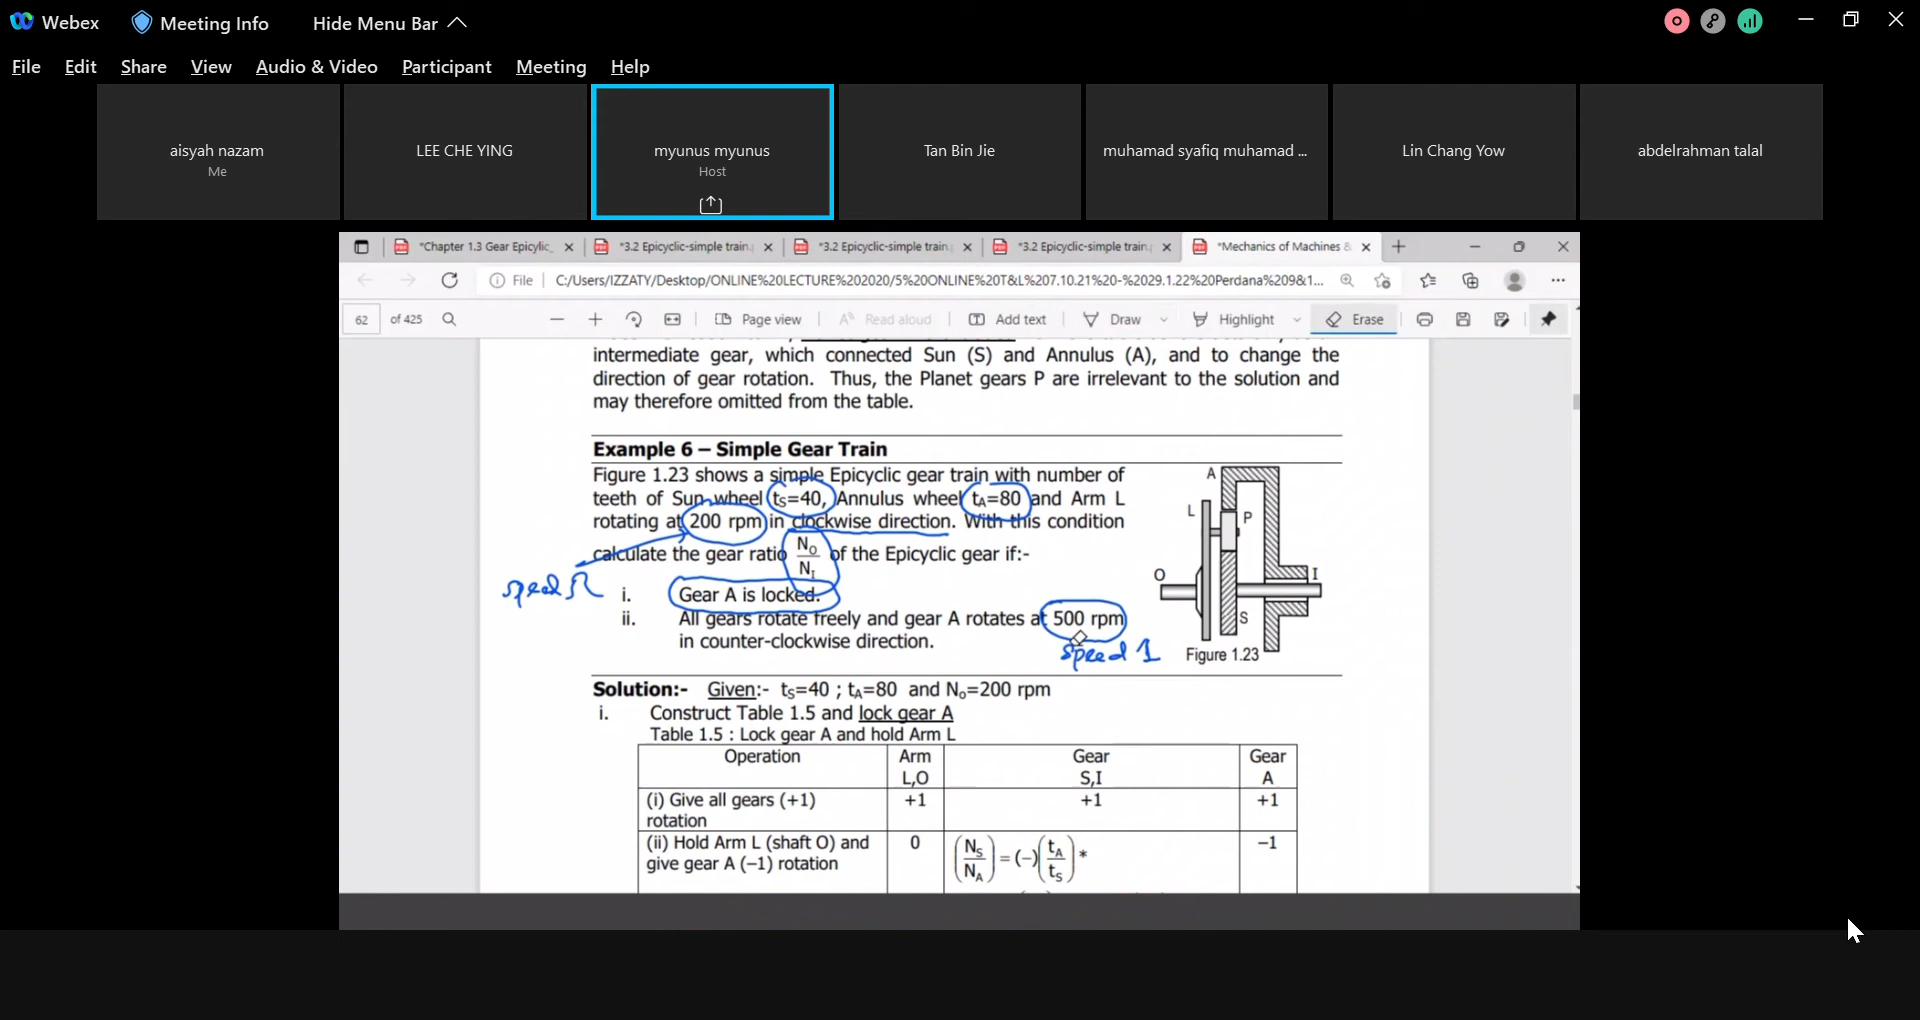 Webex Meeting Info Hide Menu Bar
File Edit Share View Audio & Video Participant Meeting Help
aisyah nazam
Me
LEE CHE YING
myunus myunus
Host
Tan Bin Jie
muhamad syafiq muhamad ...
Lin Chang Yow
abdelrahman talal
*Chapter 1.3 Gear Epicylic_ *3.2 Epicyclic-simple train. *3.2 Epicyclic-simple train. *3.2 Epicyclic-simple train. *Mechanics of Machines &
File C:/Users/IZZATY/Desktop/ONLINE%20LECTURE%202020/5%20ONLINE%20T&L%207.10.21%20-%2029.1.22%20Perdana%209&1...
62 of 425 Page view Read aloud Add text Draw Highlight Erase
intermediate gear, which connected Sun (S) and Annulus (A), and to change the
direction of gear rotation. Thus, the Planet gears P are irrelevant to the solution and
may therefore omitted from the table.
Example 6 – Simple Gear Train
Figure 1.23 shows a simple Epicyclic gear train with number of
teeth of Sun wheel tS=40, Annulus wheel tA=80 and Arm L
rotating at 200 rpm in clockwise direction. With this condition
calculate the gear ratio NO/NI of the Epicyclic gear if:-
speed
i. Gear A is locked.
ii. All gears rotate freely and gear A rotates at 500 rpm
in counter-clockwise direction.
speed 1
A
L
P
O
I
S
Figure 1.23
Solution:- Given:- tS=40 ; tA=80 and No=200 rpm
i. Construct Table 1.5 and lock gear A
Table 1.5 : Lock gear A and hold Arm L
Operation Arm Gear Gear
L,O S,I A
(i) Give all gears (+1) +1 +1 +1
rotation
(ii) Hold Arm L (shaft O) and 0 (NS/NA) = (-)(tA/tS) * –1
give gear A (–1) rotation